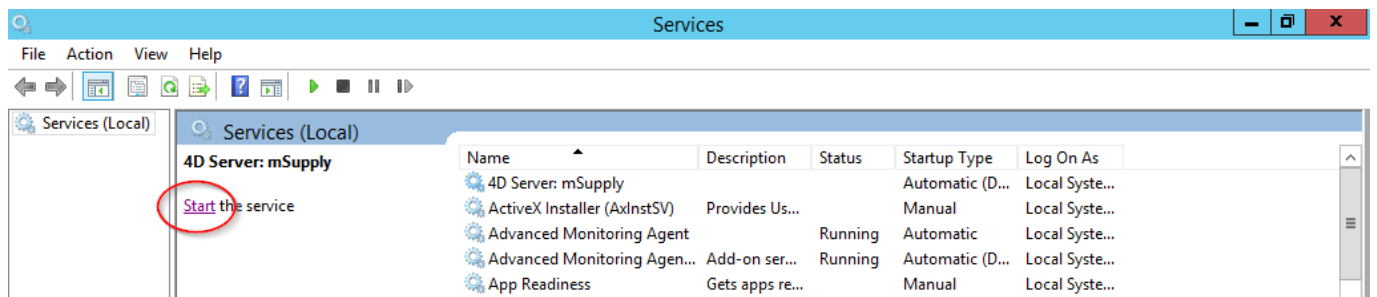 Services
File Action View Help
Services (Local)
Services (Local)
4D Server: mSupply
Start the service
Name Description Status Startup Type Log On As
4D Server: mSupply Automatic (D... Local Syste...
ActiveX Installer (AxInstSV) Provides Us... Manual Local Syste...
Advanced Monitoring Agent Running Automatic Local Syste...
Advanced Monitoring Agen... Add-on ser... Running Automatic (D... Local Syste...
App Readiness Gets apps re... Manual Local Syste...